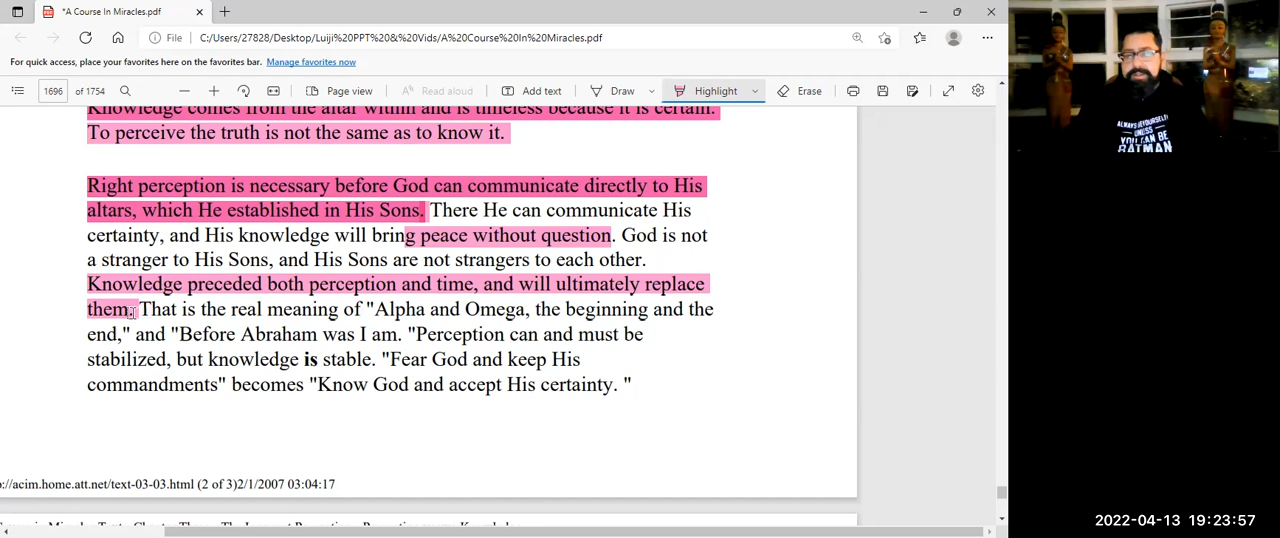 *A Course In Miracles.pdf
File
C:/Users/27828/Desktop/Luiji%20PPT%20&%20Vids/A%20Course%20In%20Miracles.pdf
For quick access, place your favorites here on the favorites bar. Manage favorites now
1696 of 1754
Page view
Read aloud
Add text
Draw
Highlight
Erase
Knowledge comes from the altar within and is timeless because it is certain.
To perceive the truth is not the same as to know it.
Right perception is necessary before God can communicate directly to His
altars, which He established in His Sons. There He can communicate His
certainty, and His knowledge will bring peace without question. God is not
a stranger to His Sons, and His Sons are not strangers to each other.
Knowledge preceded both perception and time, and will ultimately replace
them. That is the real meaning of "Alpha and Omega, the beginning and the
end," and "Before Abraham was I am. "Perception can and must be
stabilized, but knowledge is stable. "Fear God and keep His
commandments" becomes "Know God and accept His certainty. "
://acim.home.att.net/text-03-03.html (2 of 3)2/1/2007 03:04:17
ALWAYS BE YOURSELF
UNLESS
YOU CAN BE
BATMAN
2022-04-13 19:23:57